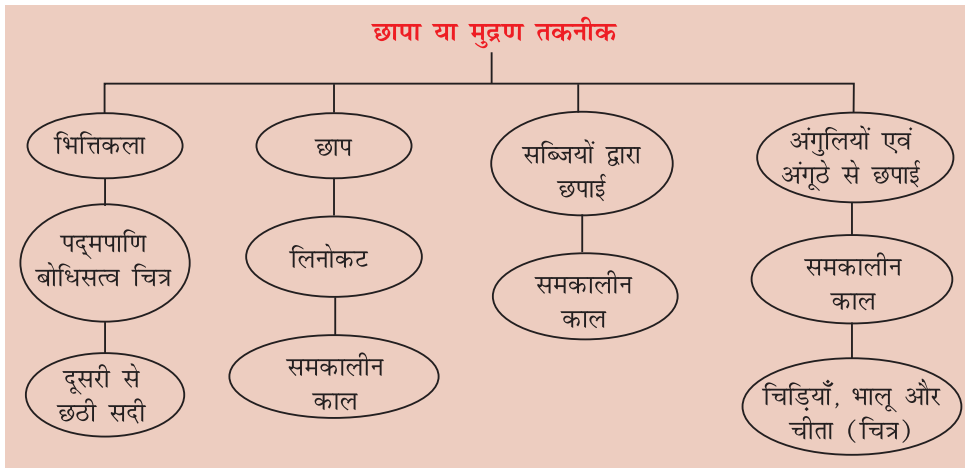 छापा या मुद्रण तकनीक
भित्तिकला
पद्मपाणि
बोधिसत्व चित्र
दूसरी से
छठी सदी
छाप
लिनोकट
समकालीन
काल
सब्जियों द्वारा
छपाई
समकालीन
काल
अंगुलियों एवं
अंगूठे से छपाई
समकालीन
काल
चिड़ियाँ, भालू और
चीता (चित्र)